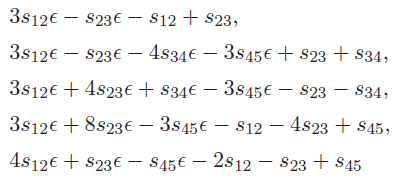 3s₁₂ϵ − s₂₃ϵ − s₁₂ + s₂₃,
3s₁₂ϵ − s₂₃ϵ − 4s₃₄ϵ − 3s₄₅ϵ + s₂₃ + s₃₄,
3s₁₂ϵ + 4s₂₃ϵ + s₃₄ϵ − 3s₄₅ϵ − s₂₃ − s₃₄,
3s₁₂ϵ + 8s₂₃ϵ − 3s₄₅ϵ − s₁₂ − 4s₂₃ + s₄₅,
4s₁₂ϵ + s₂₃ϵ − s₄₅ϵ − 2s₁₂ − s₂₃ + s₄₅